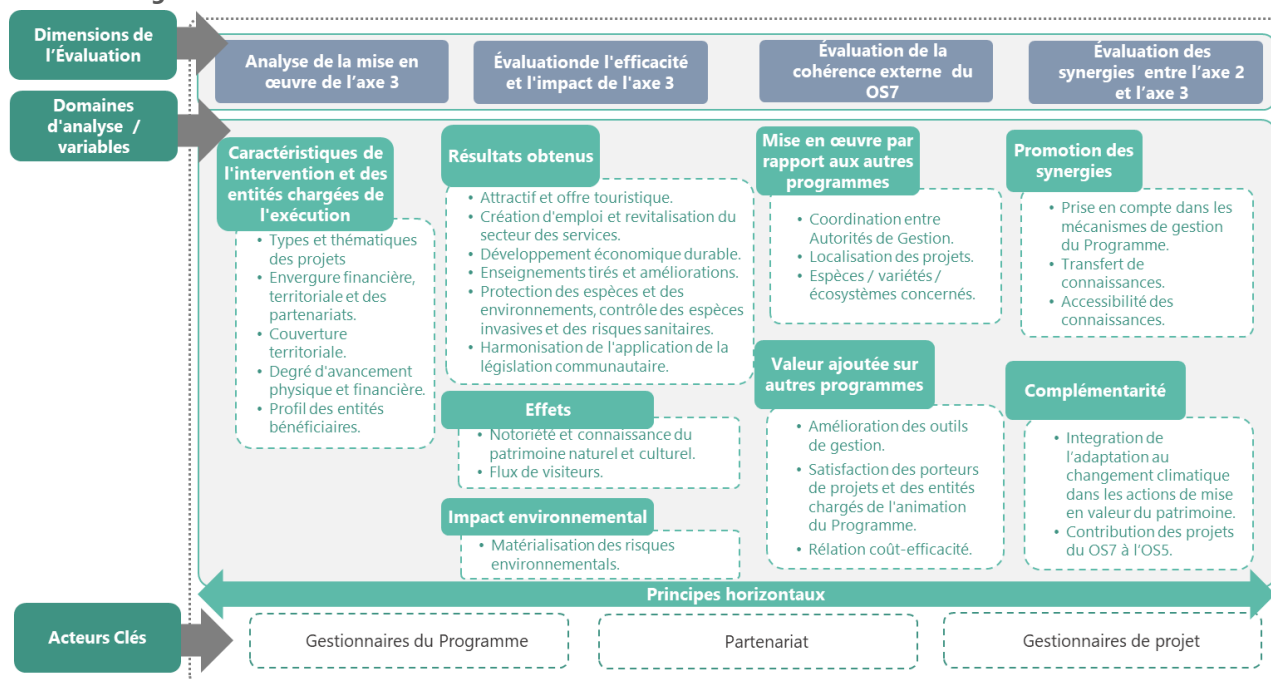 Dimensions de
l'Évaluation
Analyse de la mise en
œuvre de l'axe 3
Évaluationde l'efficacité
et l'impact de l'axe 3
Évaluation de la
cohérence externe du
OS7
Évaluation des
synergies entre l'axe 2
et l'axe 3
Domaines
d'analyse /
variables
Caractéristiques de
l'intervention et des
entités chargées de
l'exécution
• Types et thématiques
des projets
• Envergure financière,
territoriale et des
partenariats.
• Couverture
territoriale.
• Degré d'avancement
physique et financière.
• Profil des entités
bénéficiaires.
Résultats obtenus
• Attractif et offre touristique.
• Création d'emploi et revitalisation du
secteur des services.
• Développement économique durable.
• Enseignements tirés et améliorations.
• Protection des espèces et des
environnements, contrôle des espèces
invasives et des risques sanitaires.
• Harmonisation de l'application de la
législation communautaire.
Effets
• Notoriété et connaissance du
patrimoine naturel et culturel.
• Flux de visiteurs.
Impact environnemental
• Matérialisation des risques
environnementals.
Mise en œuvre par
rapport aux autres
programmes
• Coordination entre
Autorités de Gestion.
• Localisation des projets.
• Espèces / variétés /
écosystèmes concernés.
Valeur ajoutée sur
autres programmes
• Amélioration des outils
de gestion.
• Satisfaction des porteurs
de projets et des entités
chargés de l'animation
du Programme.
• Rélation coût-efficacité.
Promotion des
synergies
• Prise en compte dans les
mécanismes de gestion
du Programme.
• Transfert de
connaissances.
• Accessibilité des
connaissances.
Complémentarité
• Integration de
l'adaptation au
changement climatique
dans les actions de mise
en valeur du patrimoine.
• Contribution des projets
du OS7 à l'OS5.
Principes horizontaux
Acteurs Clés
Gestionnaires du Programme
Partenariat
Gestionnaires de projet